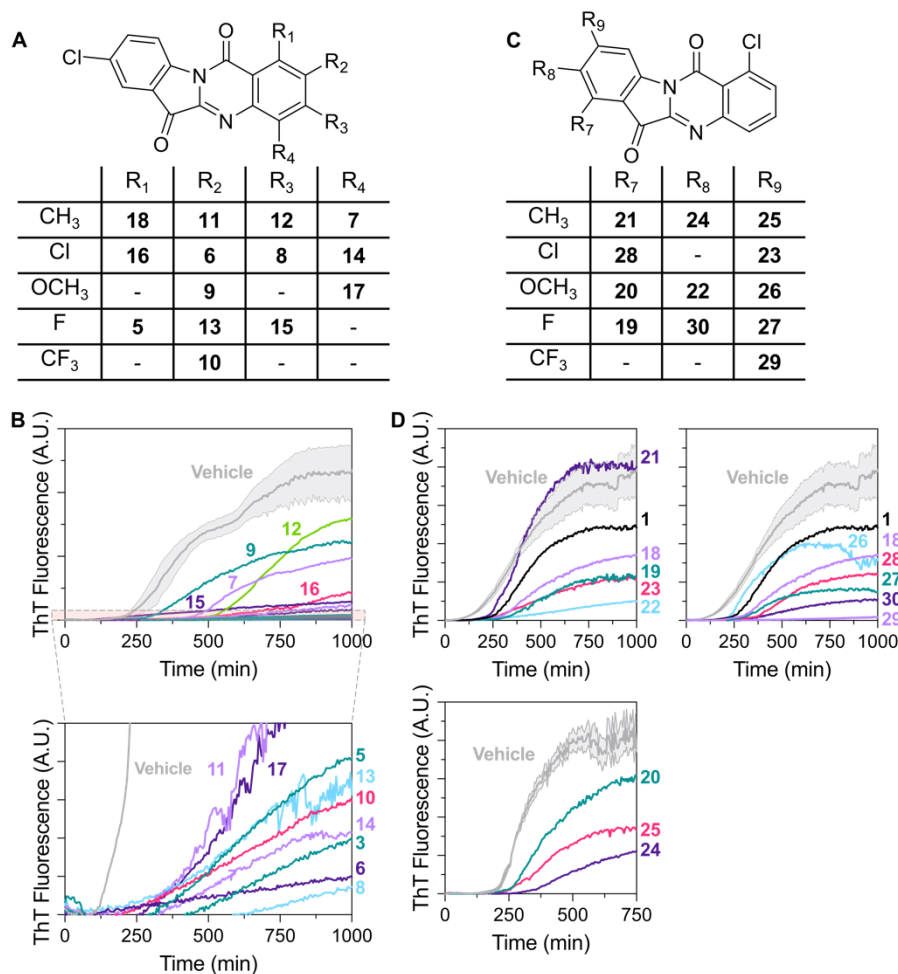 A
Cl
O
R1
R2
N
N
O
R3
R4
R1 R2 R3 R4
CH3 18 11 12 7
Cl 16 6 8 14
OCH3 - 9 - 17
F 5 13 15 -
CF3 - 10 - -
C
R9
R8
R7
O
Cl
N
N
O
R7 R8 R9
CH3 21 24 25
Cl 28 - 23
OCH3 20 22 26
F 19 30 27
CF3 - - 29
B
ThT Fluorescence (A.U.)
Vehicle
12
9
7
15
16
0 250 500 750 1000
Time (min)
ThT Fluorescence (A.U.)
Vehicle
11
17
5
13
10
14
3
7
6
8
0 250 500 750 1000
Time (min)
D
ThT Fluorescence (A.U.)
Vehicle
21
1
18
19
23
22
0 250 500 750 1000
Time (min)
ThT Fluorescence (A.U.)
Vehicle
1
26
18
28
27
30
29
0 250 500 750 1000
Time (min)
ThT Fluorescence (A.U.)
Vehicle
20
25
24
0 250 500 750
Time (min)